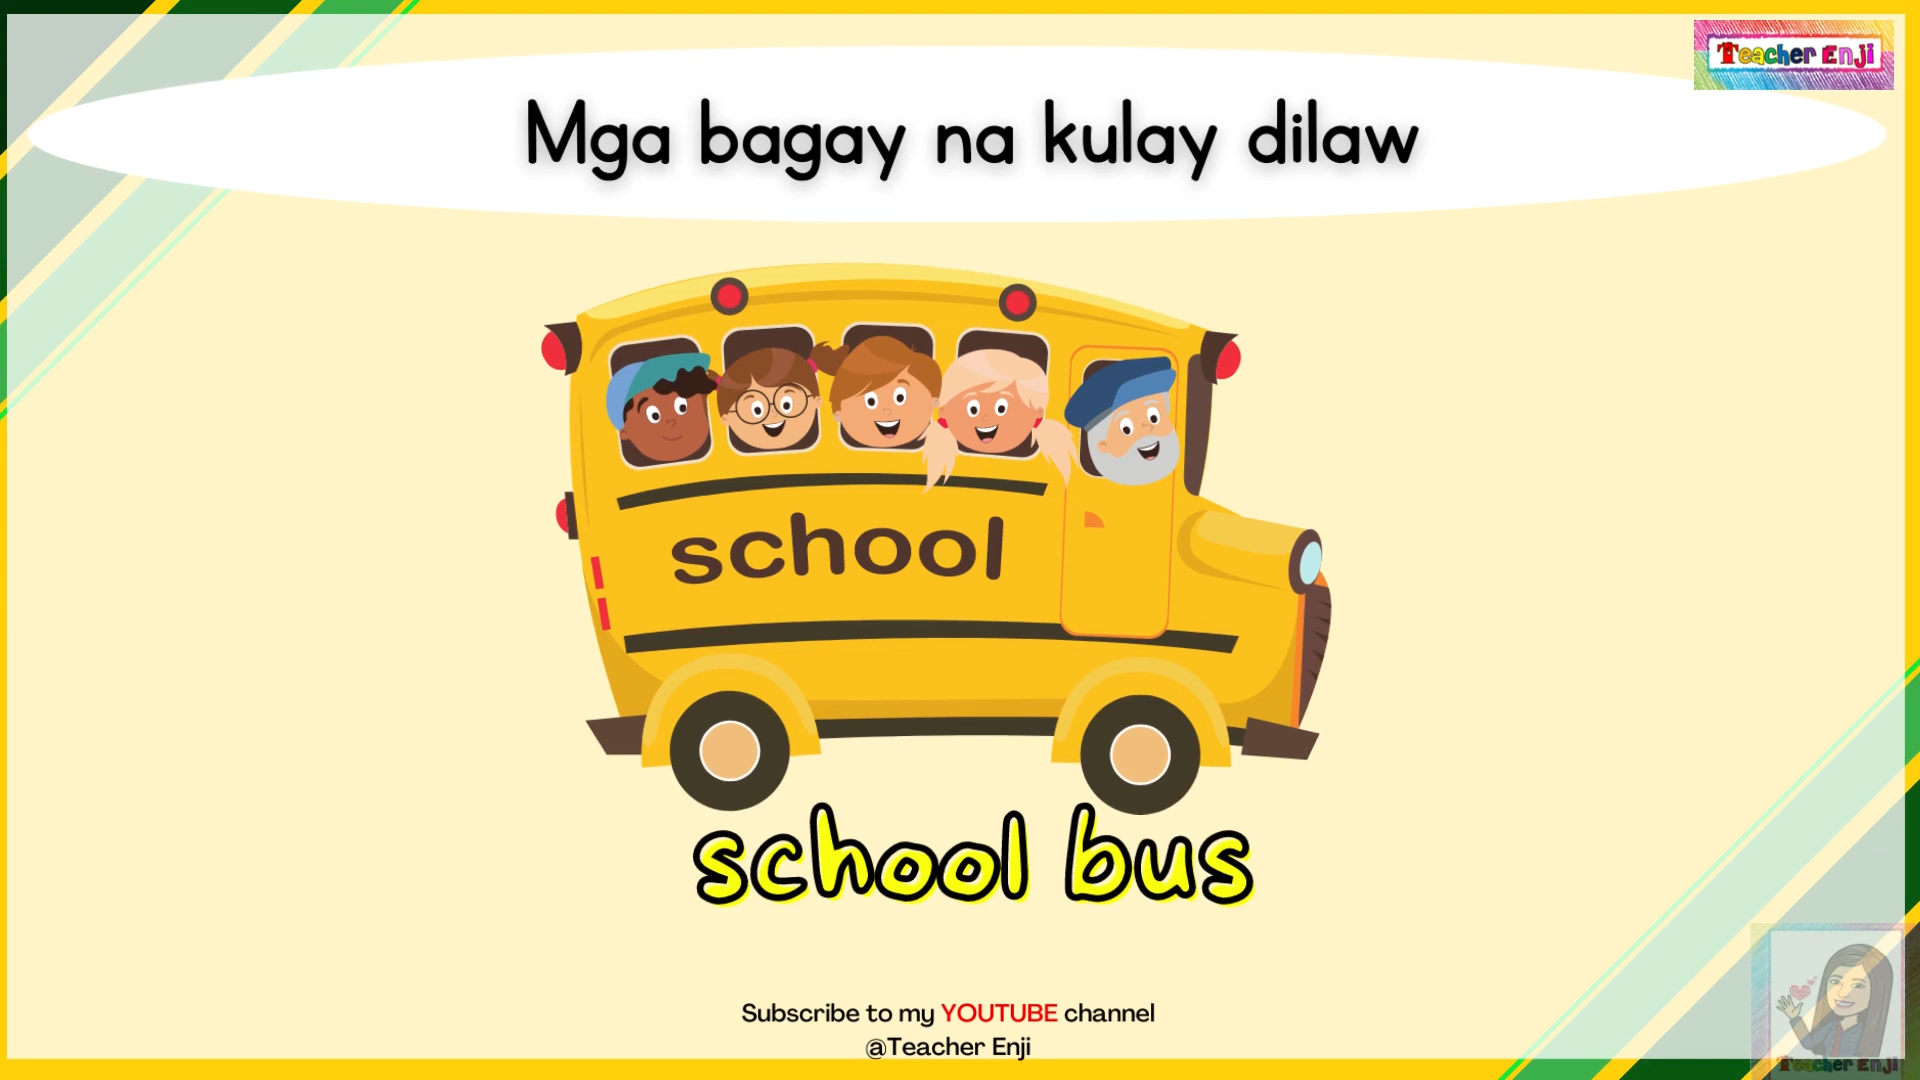 Teacher Enji
Mga bagay na kulay dilaw
school
school bus
Subscribe to my YOUTUBE channel
@Teacher Enji
Teacher Enji